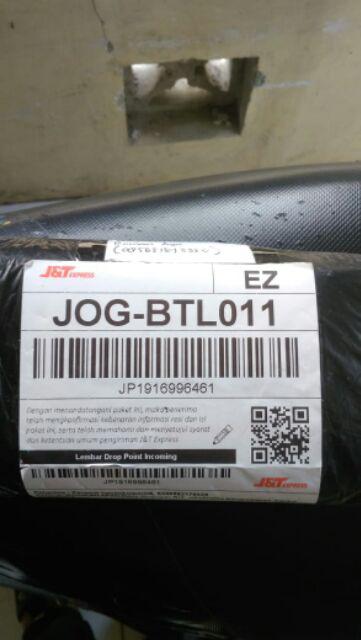 J&T EXPRESS
EZ
JOG-BTL011
JP1916996461
Dengan menandatangani paket ini, maka penerima
telah mengkonfirmasi kebenaran informasi resi dan isi
paket ini, serta telah memahami dan menyetujui syarat
dan ketentuan umum pengiriman J&T Express
Lembar Drop Point Incoming
JP1916996461
J&T EXPRESS